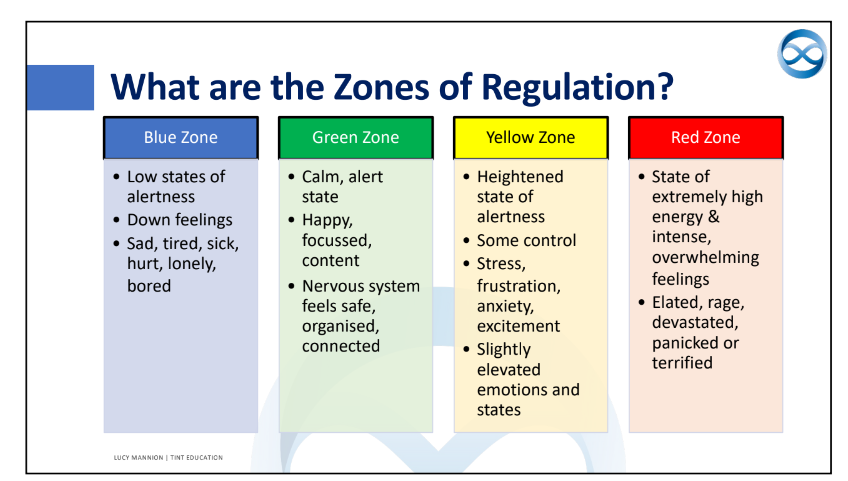 What are the Zones of Regulation?
Blue Zone
• Low states of
alertness
• Down feelings
• Sad, tired, sick,
hurt, lonely,
bored
Green Zone
• Calm, alert
state
• Happy,
focussed,
content
• Nervous system
feels safe,
organised,
connected
Yellow Zone
• Heightened
state of
alertness
• Some control
• Stress,
frustration,
anxiety,
excitement
• Slightly
elevated
emotions and
states
Red Zone
• State of
extremely high
energy &
intense,
overwhelming
feelings
• Elated, rage,
devastated,
panicked or
terrified
LUCY MANNION | TINT EDUCATION